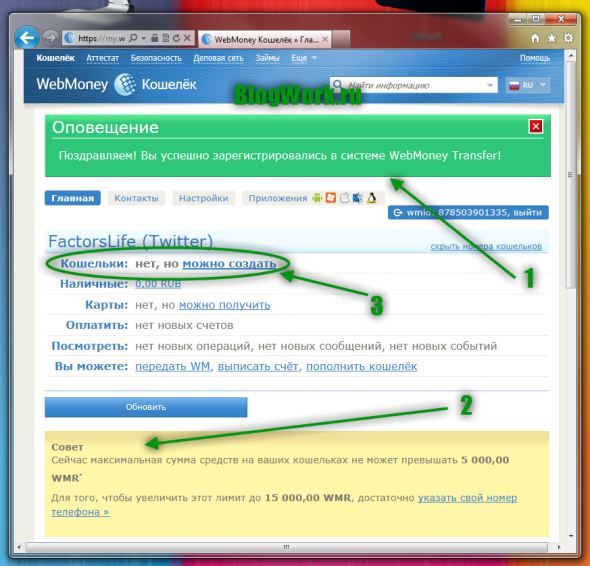 https://my.w
WebMoney Кошелёк » Гла...
Кошелёк Аттестат Безопасность Деловая сеть Займы Еще Помощь
WebMoney Кошелёк
Найти информацию
RU
BlogWork.ru
Оповещение
Поздравляем! Вы успешно зарегистрировались в системе WebMoney Transfer!
Главная Контакты Настройки Приложения
wmid: 878503901335, выйти
FactorsLife (Twitter)
скрыть номера кошельков
1
Кошельки: нет, но можно создать
Наличные: 0,00 RUB
3
Карты: нет, но можно получить
Оплатить: нет новых счетов
Посмотреть: нет новых операций, нет новых сообщений, нет новых событий
Вы можете: передать WM, выписать счёт, пополнить кошелёк
Обновить
2
Совет
Сейчас максимальная сумма средств на ваших кошельках не может превышать 5 000,00
WMR*
Для того, чтобы увеличить этот лимит до 15 000,00 WMR, достаточно указать свой номер
телефона »